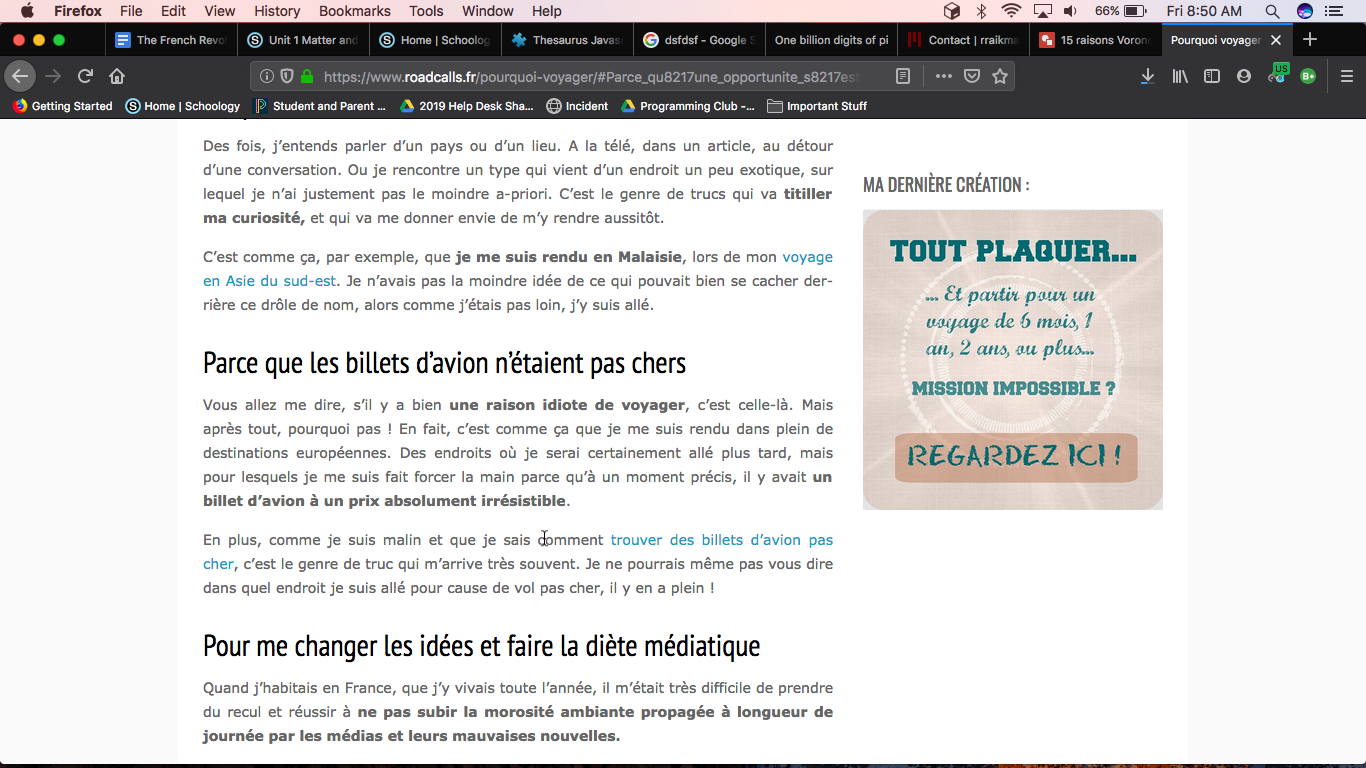 Firefox File Edit View History Bookmarks Tools Window Help 66% Fri 8:50 AM
The French Revol
Unit 1 Matter and
Home | Schoolog
Thesaurus Javas
dsfdsf - Google S
One billion digits of pi
Contact | rraikma
15 raisons Vorono
Pourquoi voyager
https://www.roadcalls.fr/pourquoi-voyager/#Parce_qu8217une_opportunite_s8217est
US
B+
Getting Started
Home | Schoology
Student and Parent ...
2019 Help Desk Sha...
Incident
Programming Club -...
Important Stuff
Des fois, j’entends parler d’un pays ou d’un lieu. A la télé, dans un article, au détour
d’une conversation. Ou je rencontre un type qui vient d’un endroit un peu exotique, sur
lequel je n’ai justement pas le moindre a-priori. C’est le genre de trucs qui va titiller
ma curiosité, et qui va me donner envie de m’y rendre aussitôt.
C’est comme ça, par exemple, que je me suis rendu en Malaisie, lors de mon voyage
en Asie du sud-est. Je n’avais pas la moindre idée de ce qui pouvait bien se cacher der-
rière ce drôle de nom, alors comme j’étais pas loin, j’y suis allé.
Parce que les billets d’avion n’étaient pas chers
Vous allez me dire, s’il y a bien une raison idiote de voyager, c’est celle-là. Mais
après tout, pourquoi pas ! En fait, c’est comme ça que je me suis rendu dans plein de
destinations européennes. Des endroits où je serai certainement allé plus tard, mais
pour lesquels je me suis fait forcer la main parce qu’à un moment précis, il y avait un
billet d’avion à un prix absolument irrésistible.
En plus, comme je suis malin et que je sais comment trouver des billets d’avion pas
cher, c’est le genre de truc qui m’arrive très souvent. Je ne pourrais même pas vous dire
dans quel endroit je suis allé pour cause de vol pas cher, il y en a plein !
Pour me changer les idées et faire la diète médiatique
Quand j’habitais en France, que j’y vivais toute l’année, il m’était très difficile de prendre
du recul et réussir à ne pas subir la morosité ambiante propagée à longueur de
journée par les médias et leurs mauvaises nouvelles.
MA DERNIÈRE CRÉATION :
TOUT PLAQUER...
... Et partir pour un
voyage de 6 mois, 1
an, 2 ans, ou plus...
MISSION IMPOSSIBLE ?
REGARDEZ ICI !